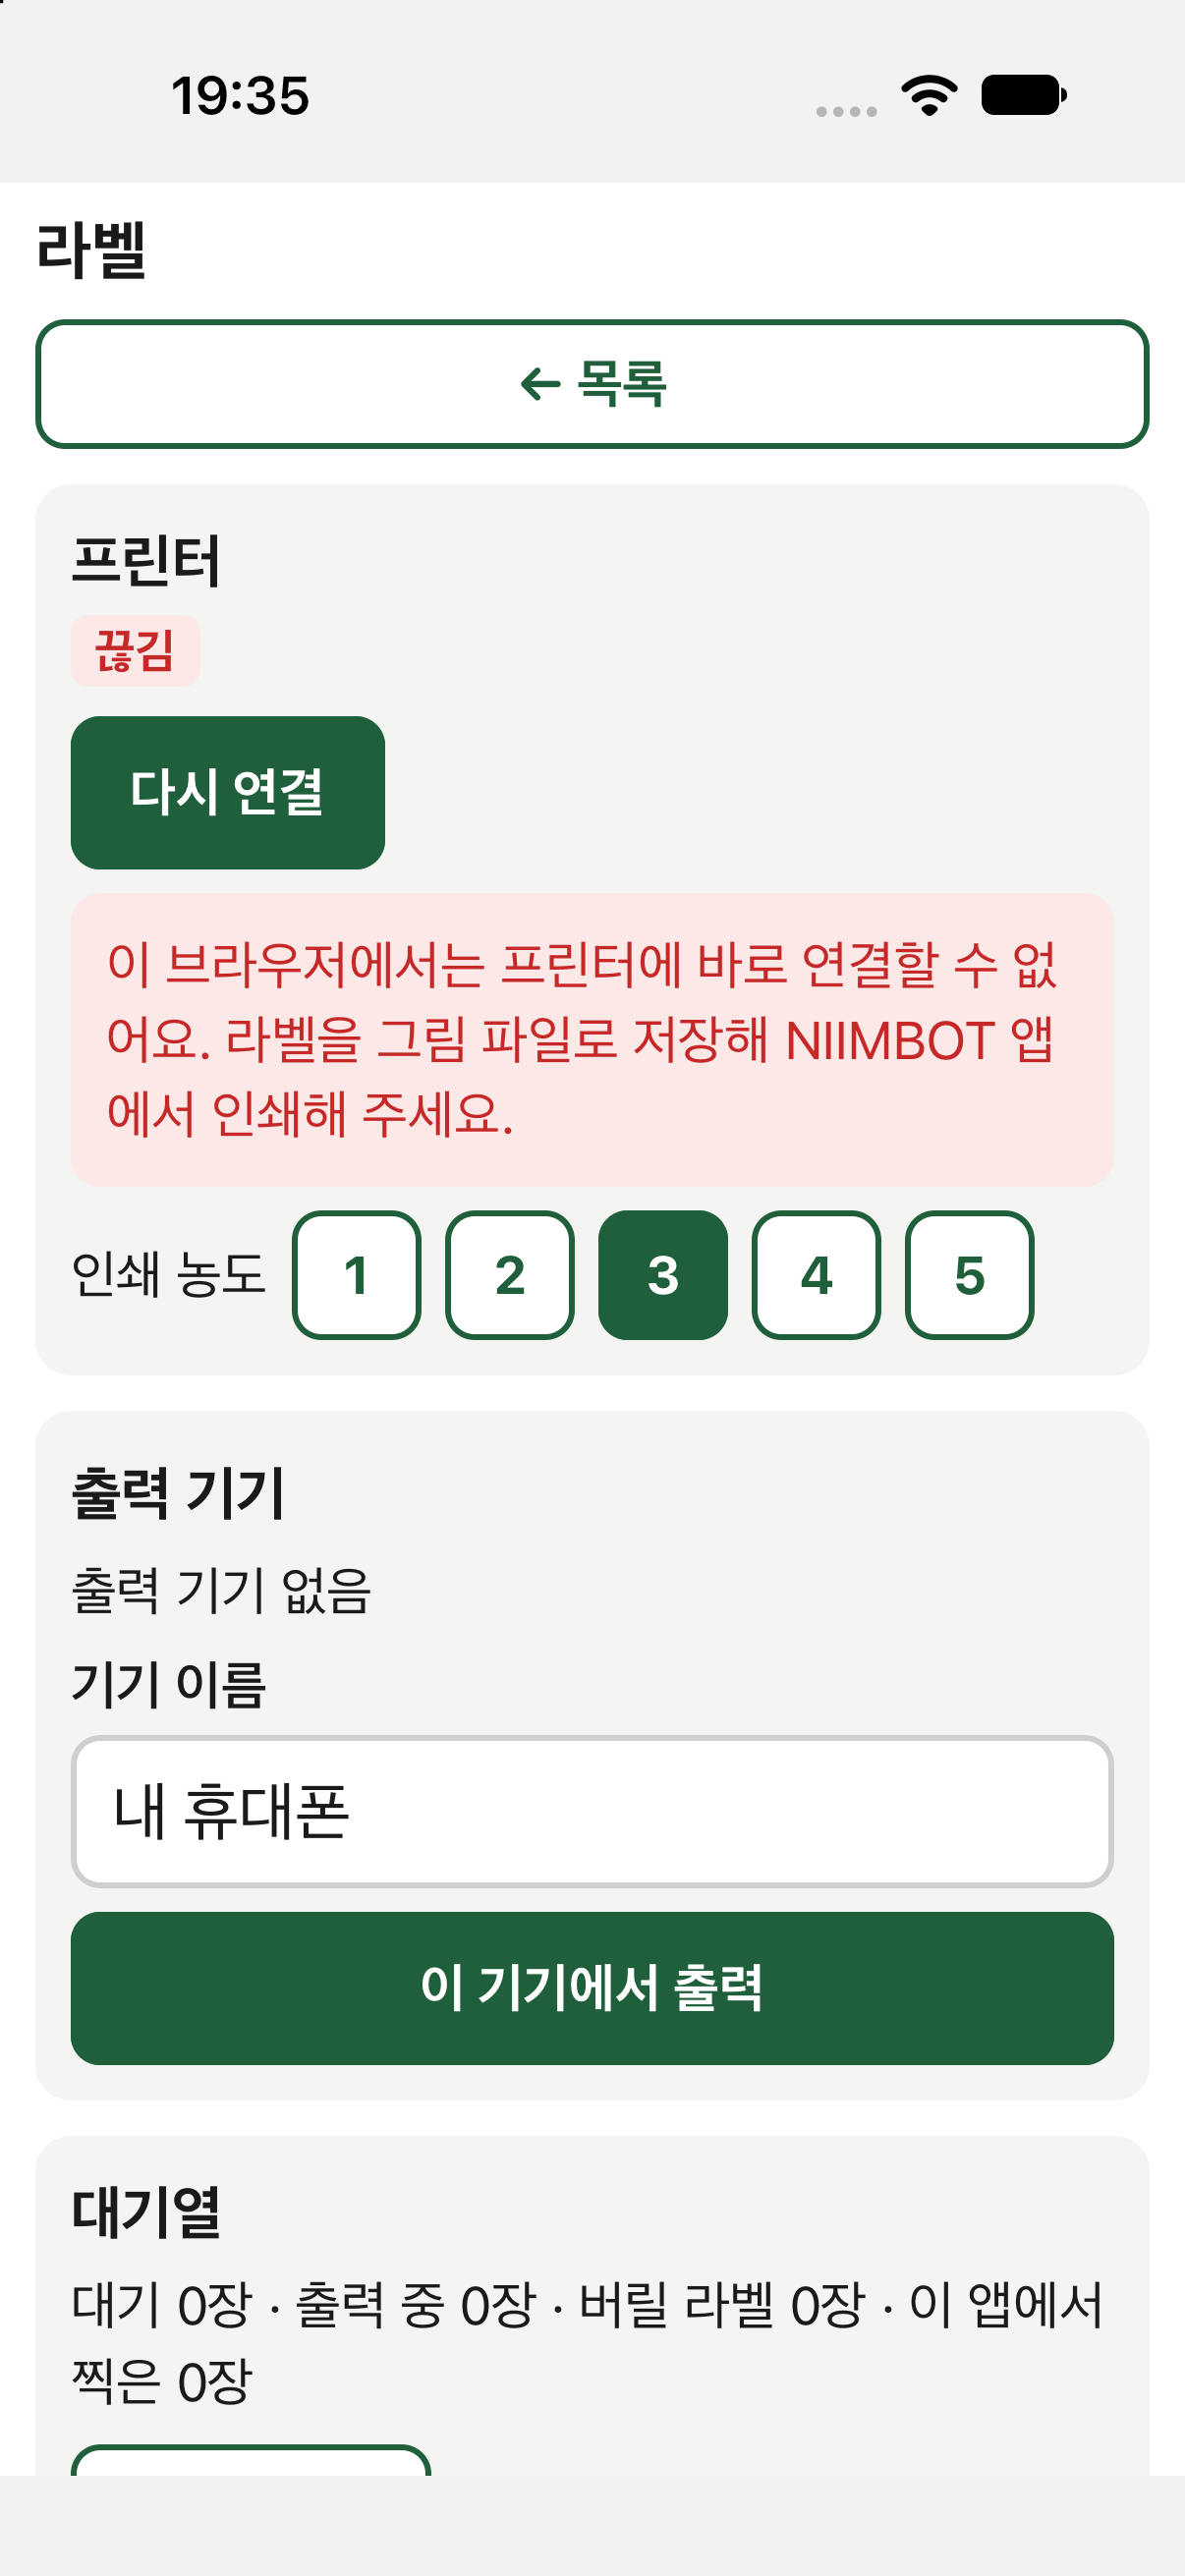 19:35
라벨
← 목록
프린터
끊김
다시 연결
이 브라우저에서는 프린터에 바로 연결할 수 없
어요. 라벨을 그림 파일로 저장해 NIIMBOT 앱
에서 인쇄해 주세요.
인쇄 농도 1 2 3 4 5
출력 기기
출력 기기 없음
기기 이름
내 휴대폰
이 기기에서 출력
대기열
대기 0장 · 출력 중 0장 · 버릴 라벨 0장 · 이 앱에서
찍은 0장